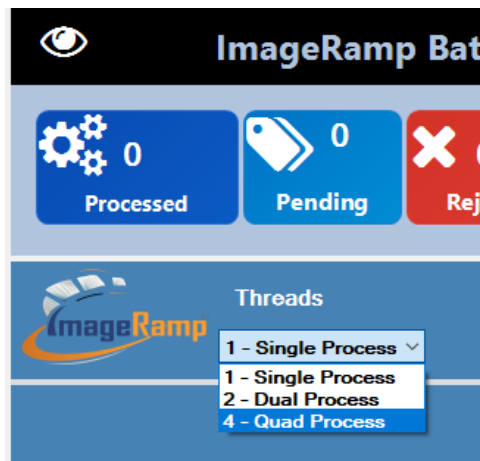 ImageRamp Bat
0
Processed
0
Pending
Rej
ImageRamp
Threads
1 - Single Process
1 - Single Process
2 - Dual Process
4 - Quad Process